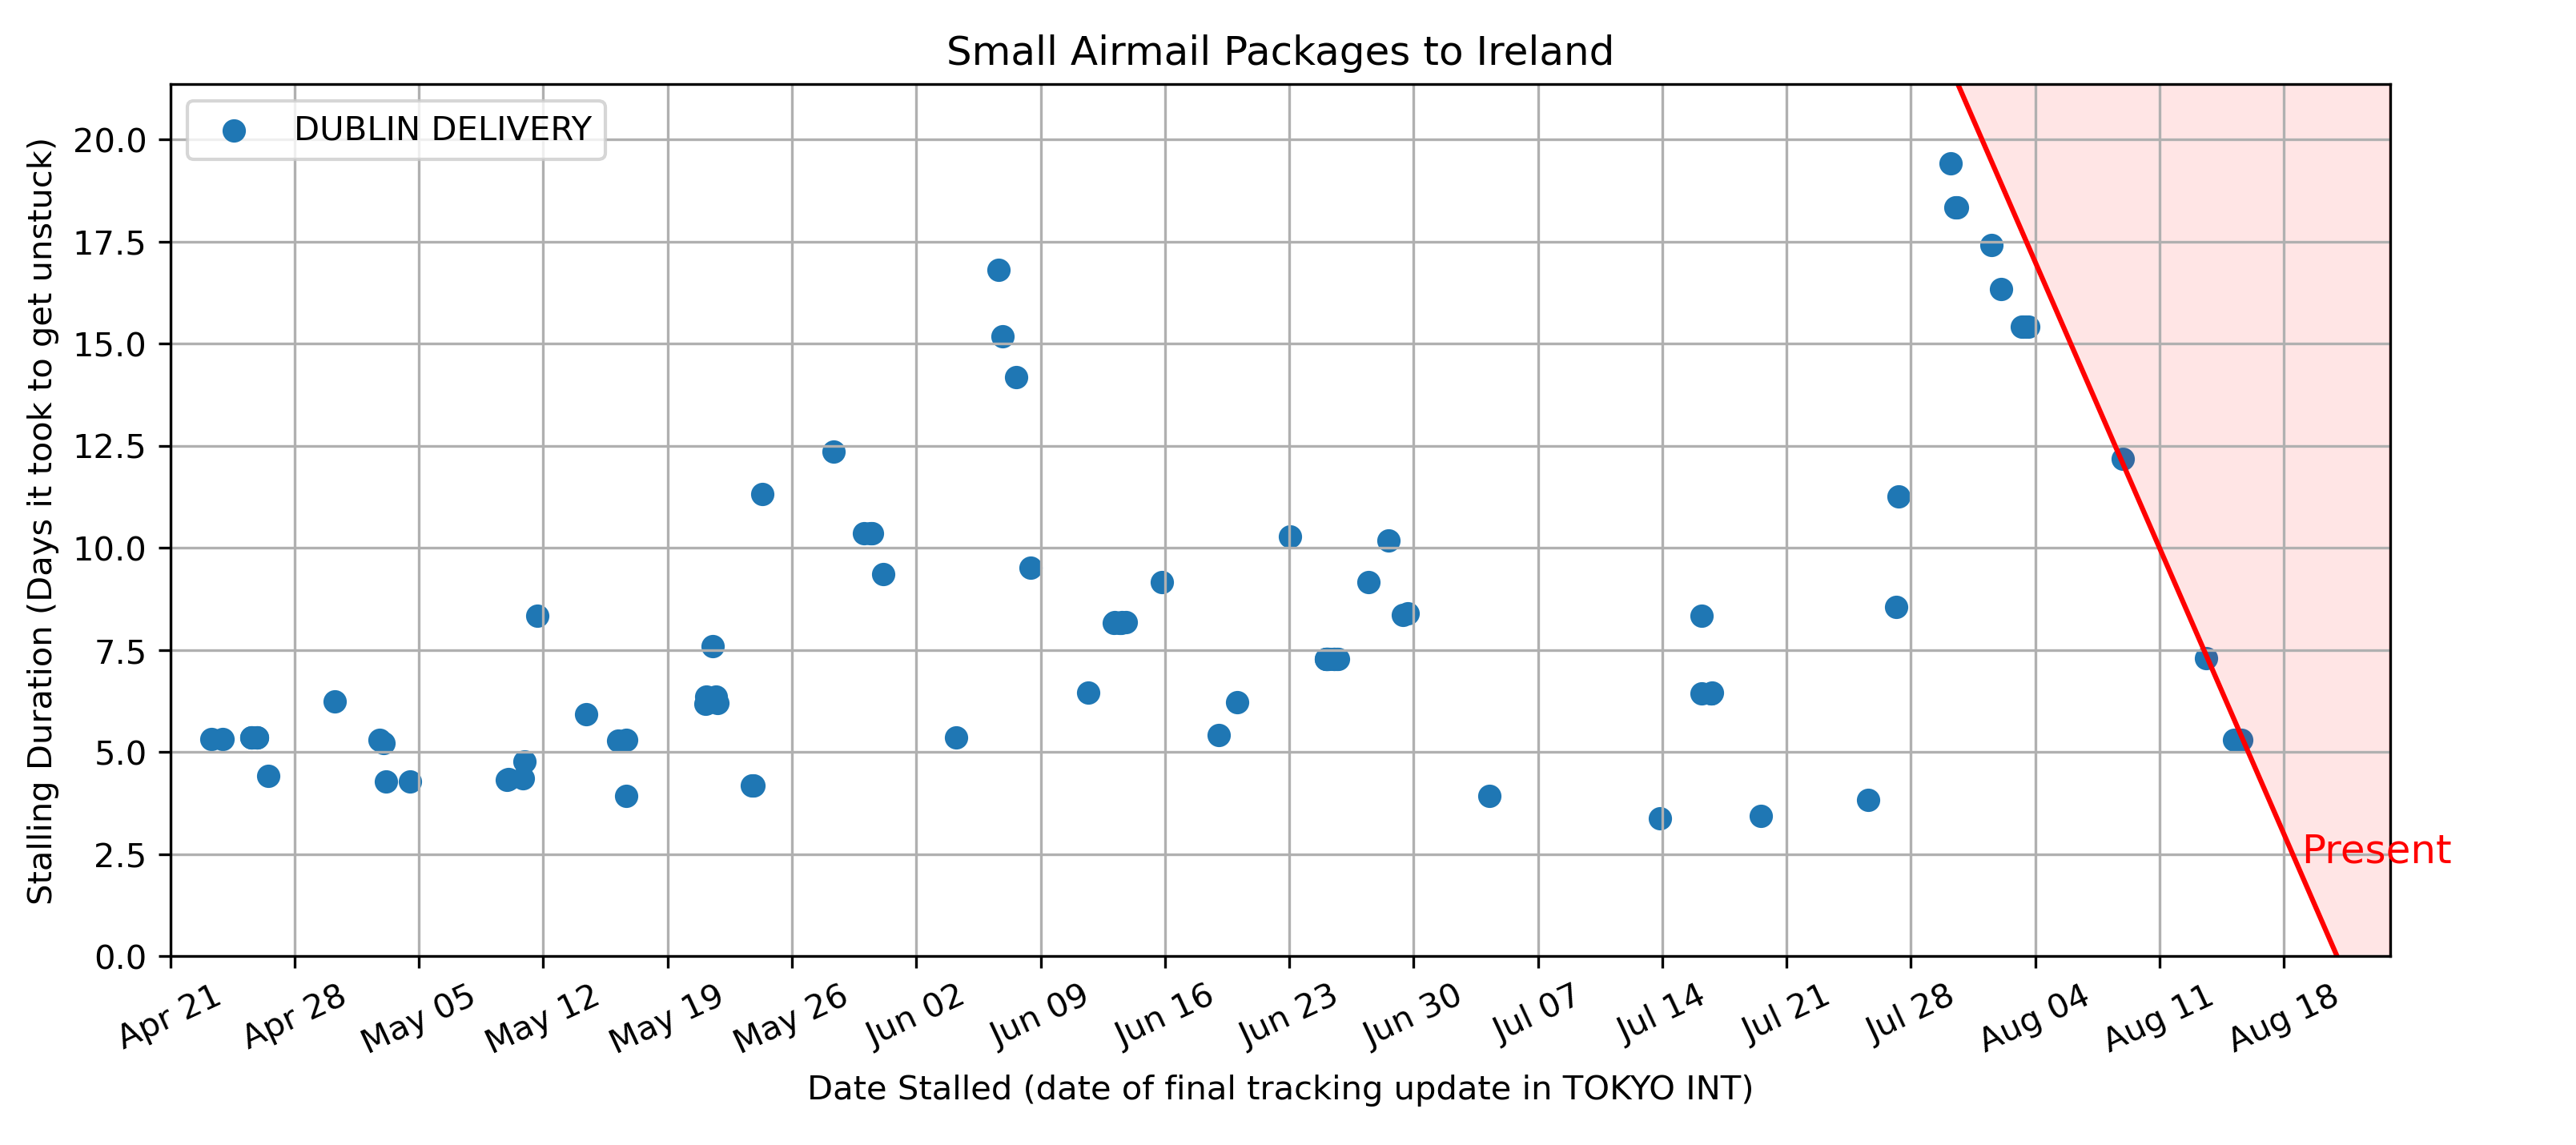 Small Airmail Packages to Ireland
DUBLIN DELIVERY
Stalling Duration (Days it took to get unstuck)
20.0
17.5
15.0
12.5
10.0
7.5
5.0
2.5
0.0
Present
Apr 21
Apr 28
May 05
May 12
May 19
May 26
Jun 02
Jun 09
Jun 16
Jun 23
Jun 30
Jul 07
Jul 14
Jul 21
Jul 28
Aug 04
Aug 11
Aug 18
Date Stalled (date of final tracking update in TOKYO INT)